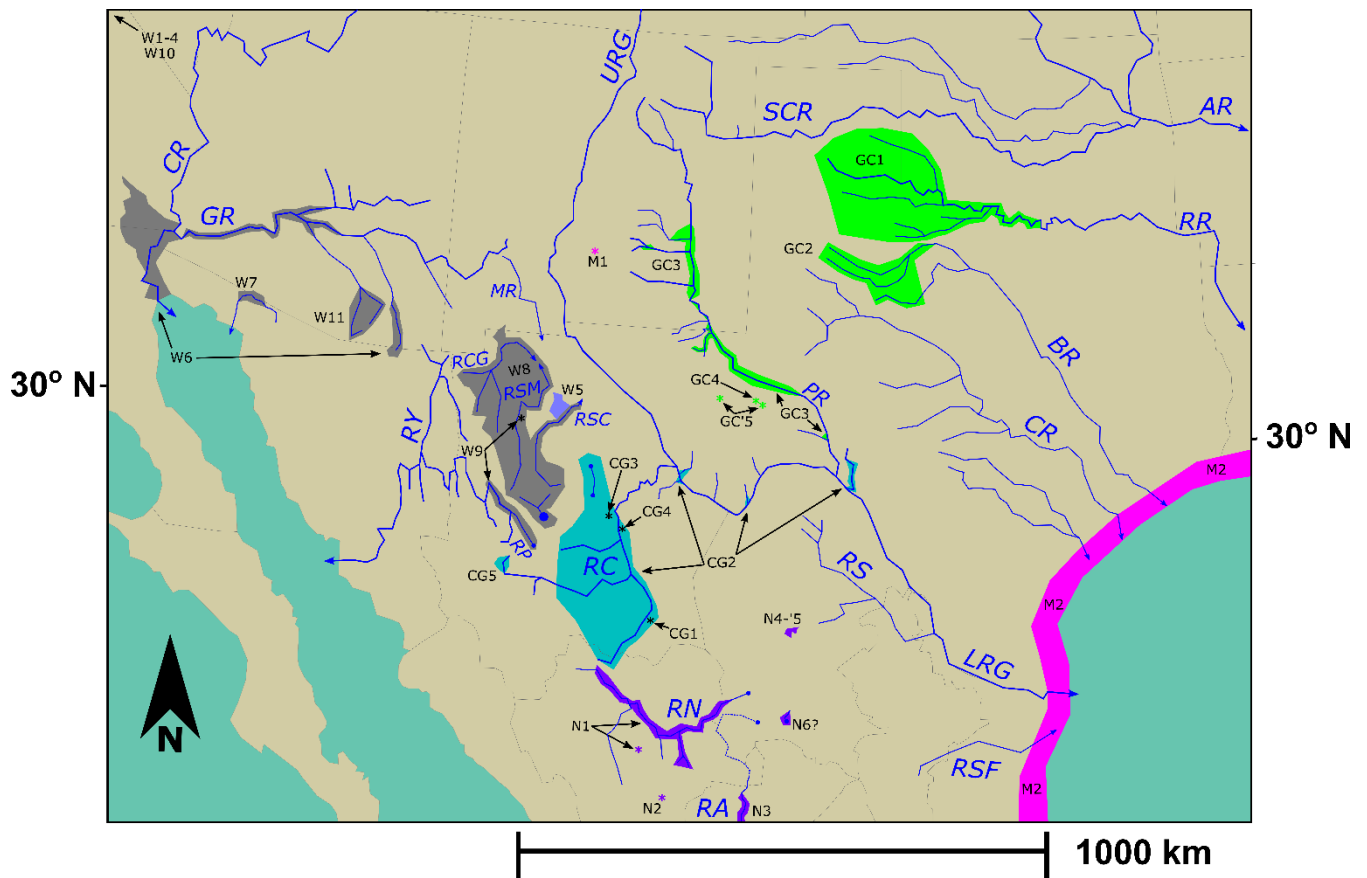 W1-4
W10
URG
AR
SCR
CR
GC1
GR
RR
GC2
GC3
M1
W7
MR
W11
BR
W6
RCG
W8
30º N
RSM
W5
GC4
PR
RSC
GC'5
GC3
CR
30º N
RY
W9
CG3
M2
CG4
RP
RC
CG2
CG5
RS
M2
N4-'5
CG1
LRG
N
RN
N1
N6?
RSF
M2
N2
RA
N3
1000 km